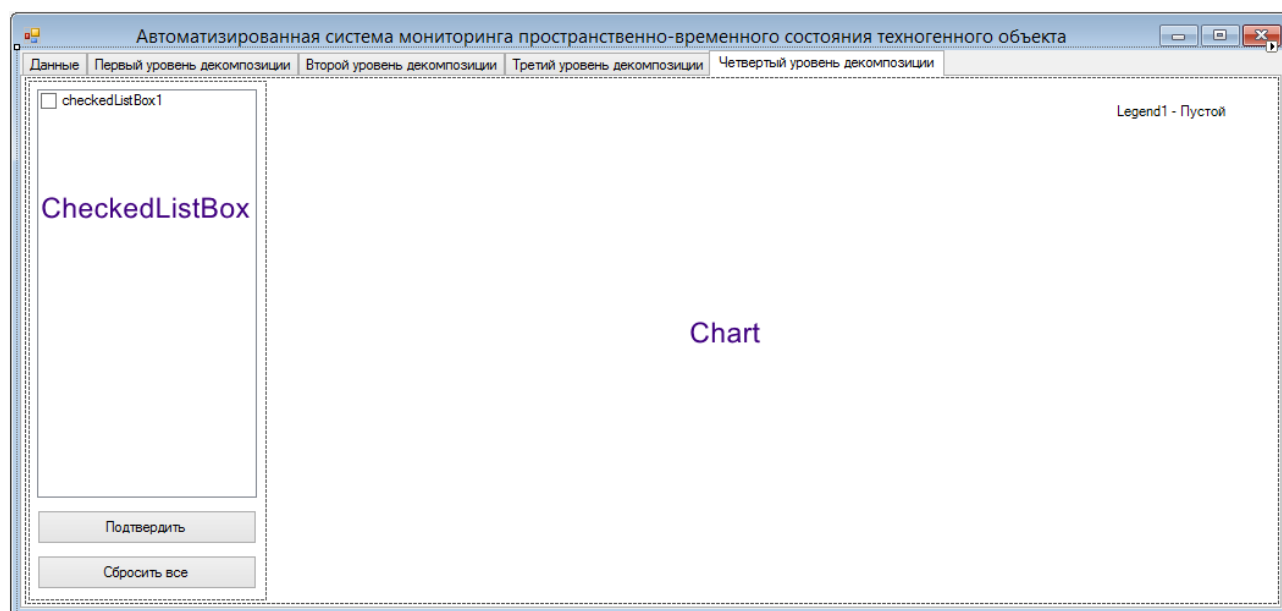 Автоматизированная система мониторинга пространственно-временного состояния техногенного объекта
Данные Первый уровень декомпозиции Второй уровень декомпозиции Третий уровень декомпозиции Четвертый уровень декомпозиции
checkedListBox1
Legend1 - Пустой
CheckedListBox
Chart
Подтвердить
Сбросить все